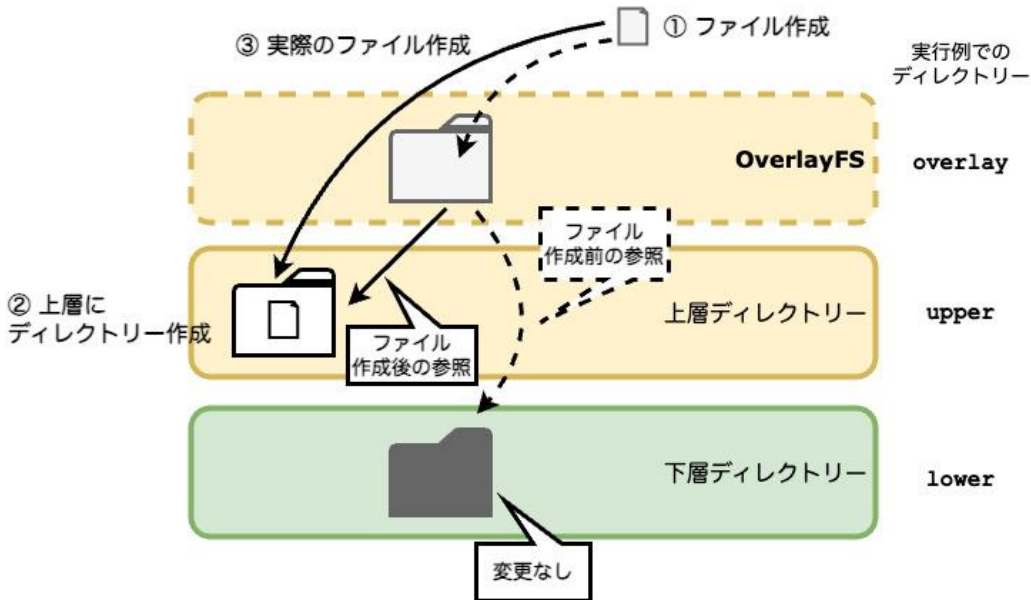 ③ 実際のファイル作成
① ファイル作成
実行例での
ディレクトリー
OverlayFS
overlay
ファイル
作成前の参照
② 上層に
ディレクトリー作成
ファイル
作成後の参照
上層ディレクトリー
upper
下層ディレクトリー
lower
変更なし